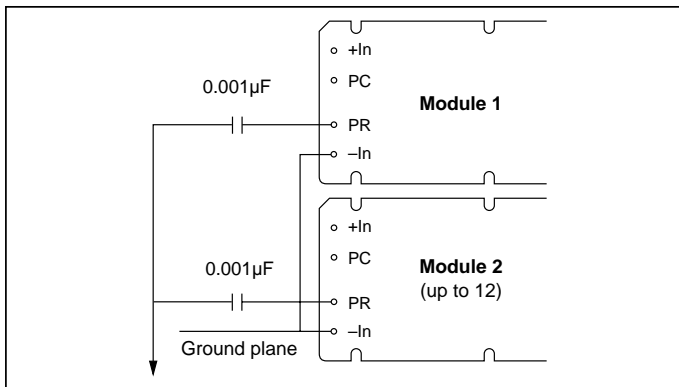 +In
0.001µF
PC
Module 1
PR
–In
+In
0.001µF
PC
Module 2
(up to 12)
PR
–In
Ground plane